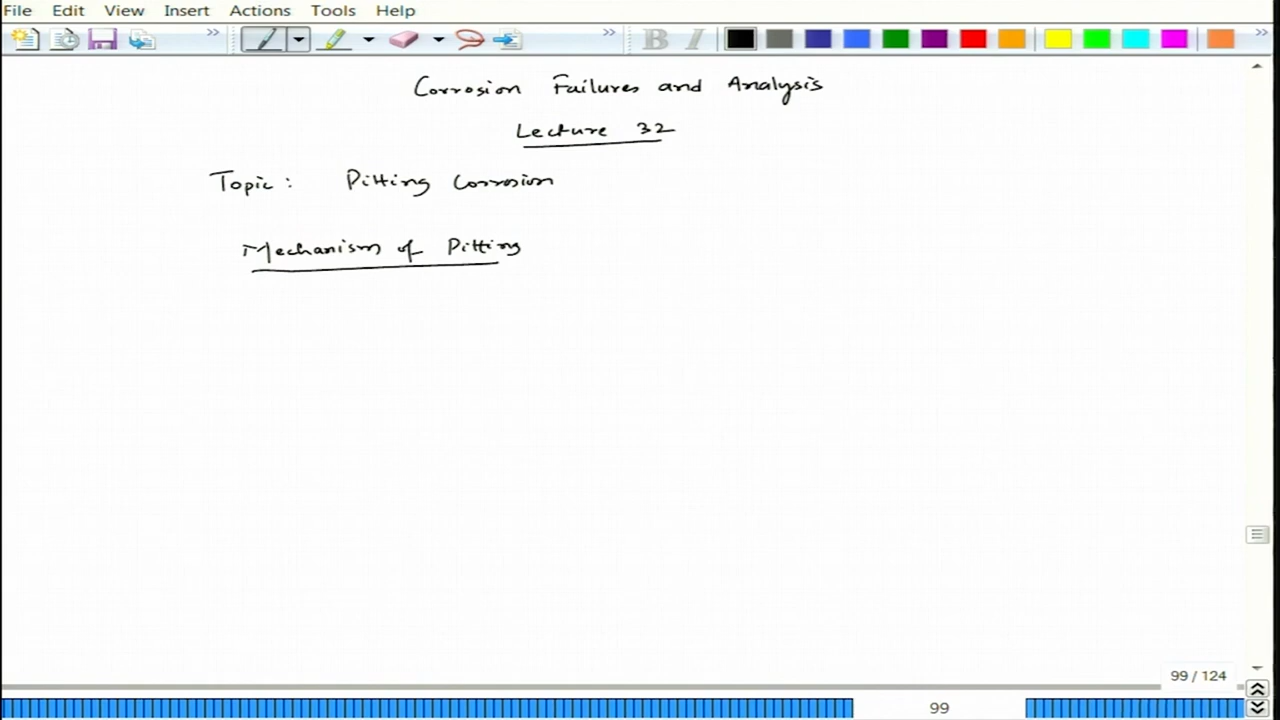 File Edit View Insert Actions Tools Help
B I
Corrosion Failures and Analysis
Lecture 32
Topic : Pitting Corrosion
Mechanism of Pitting
99 / 124
99